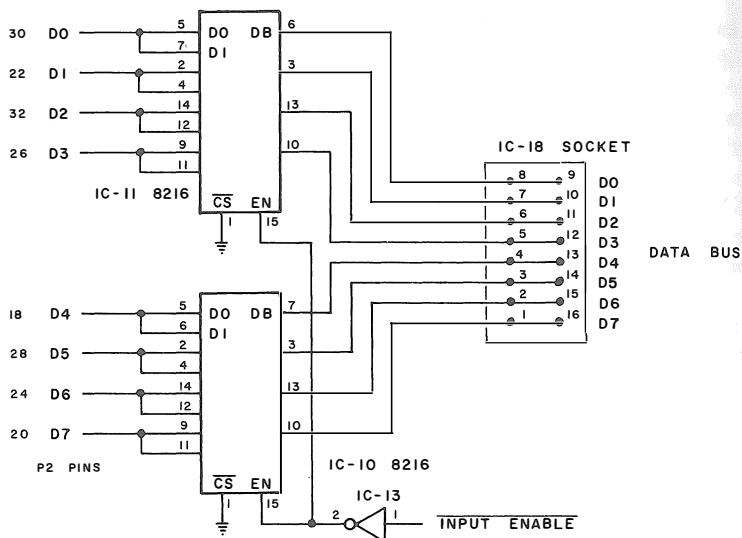 30 D0 5 DO DB 6
7 DI
22 D1 2 3
4
32 D2 14 13
12
26 D3 9 10
11
IC-11 8216
CS EN
1 15
IC-18 SOCKET
8 9 D0
7 10 D1
6 11 D2
5 12 D3
4 13 D4
3 14 D5
2 15 D6
1 16 D7
DATA BUS
18 D4 5 DO DB 7
6 DI
28 D5 2 3
4
24 D6 14 13
12
20 D7 9 10
11
P2 PINS
IC-10 8216
CS EN
1 15
IC-13
2 1 INPUT ENABLE